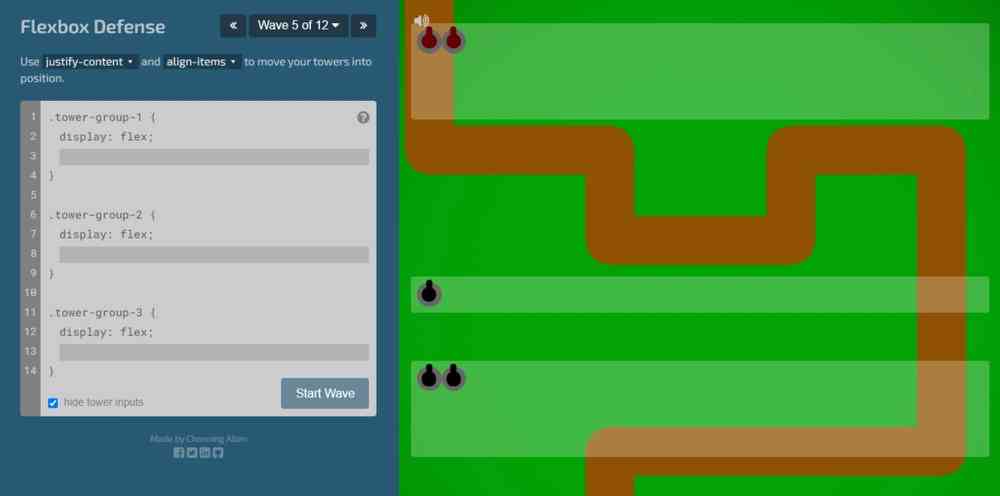 Flexbox Defense
« Wave 5 of 12 »
Use justify-content and align-items to move your towers into
position.
1 .tower-group-1 { ?
2 display: flex;
3
4 }
5
6 .tower-group-2 {
7 display: flex;
8
9 }
10
11 .tower-group-3 {
12 display: flex;
13
14 }
hide tower inputs
Start Wave
Made by Channing Allen